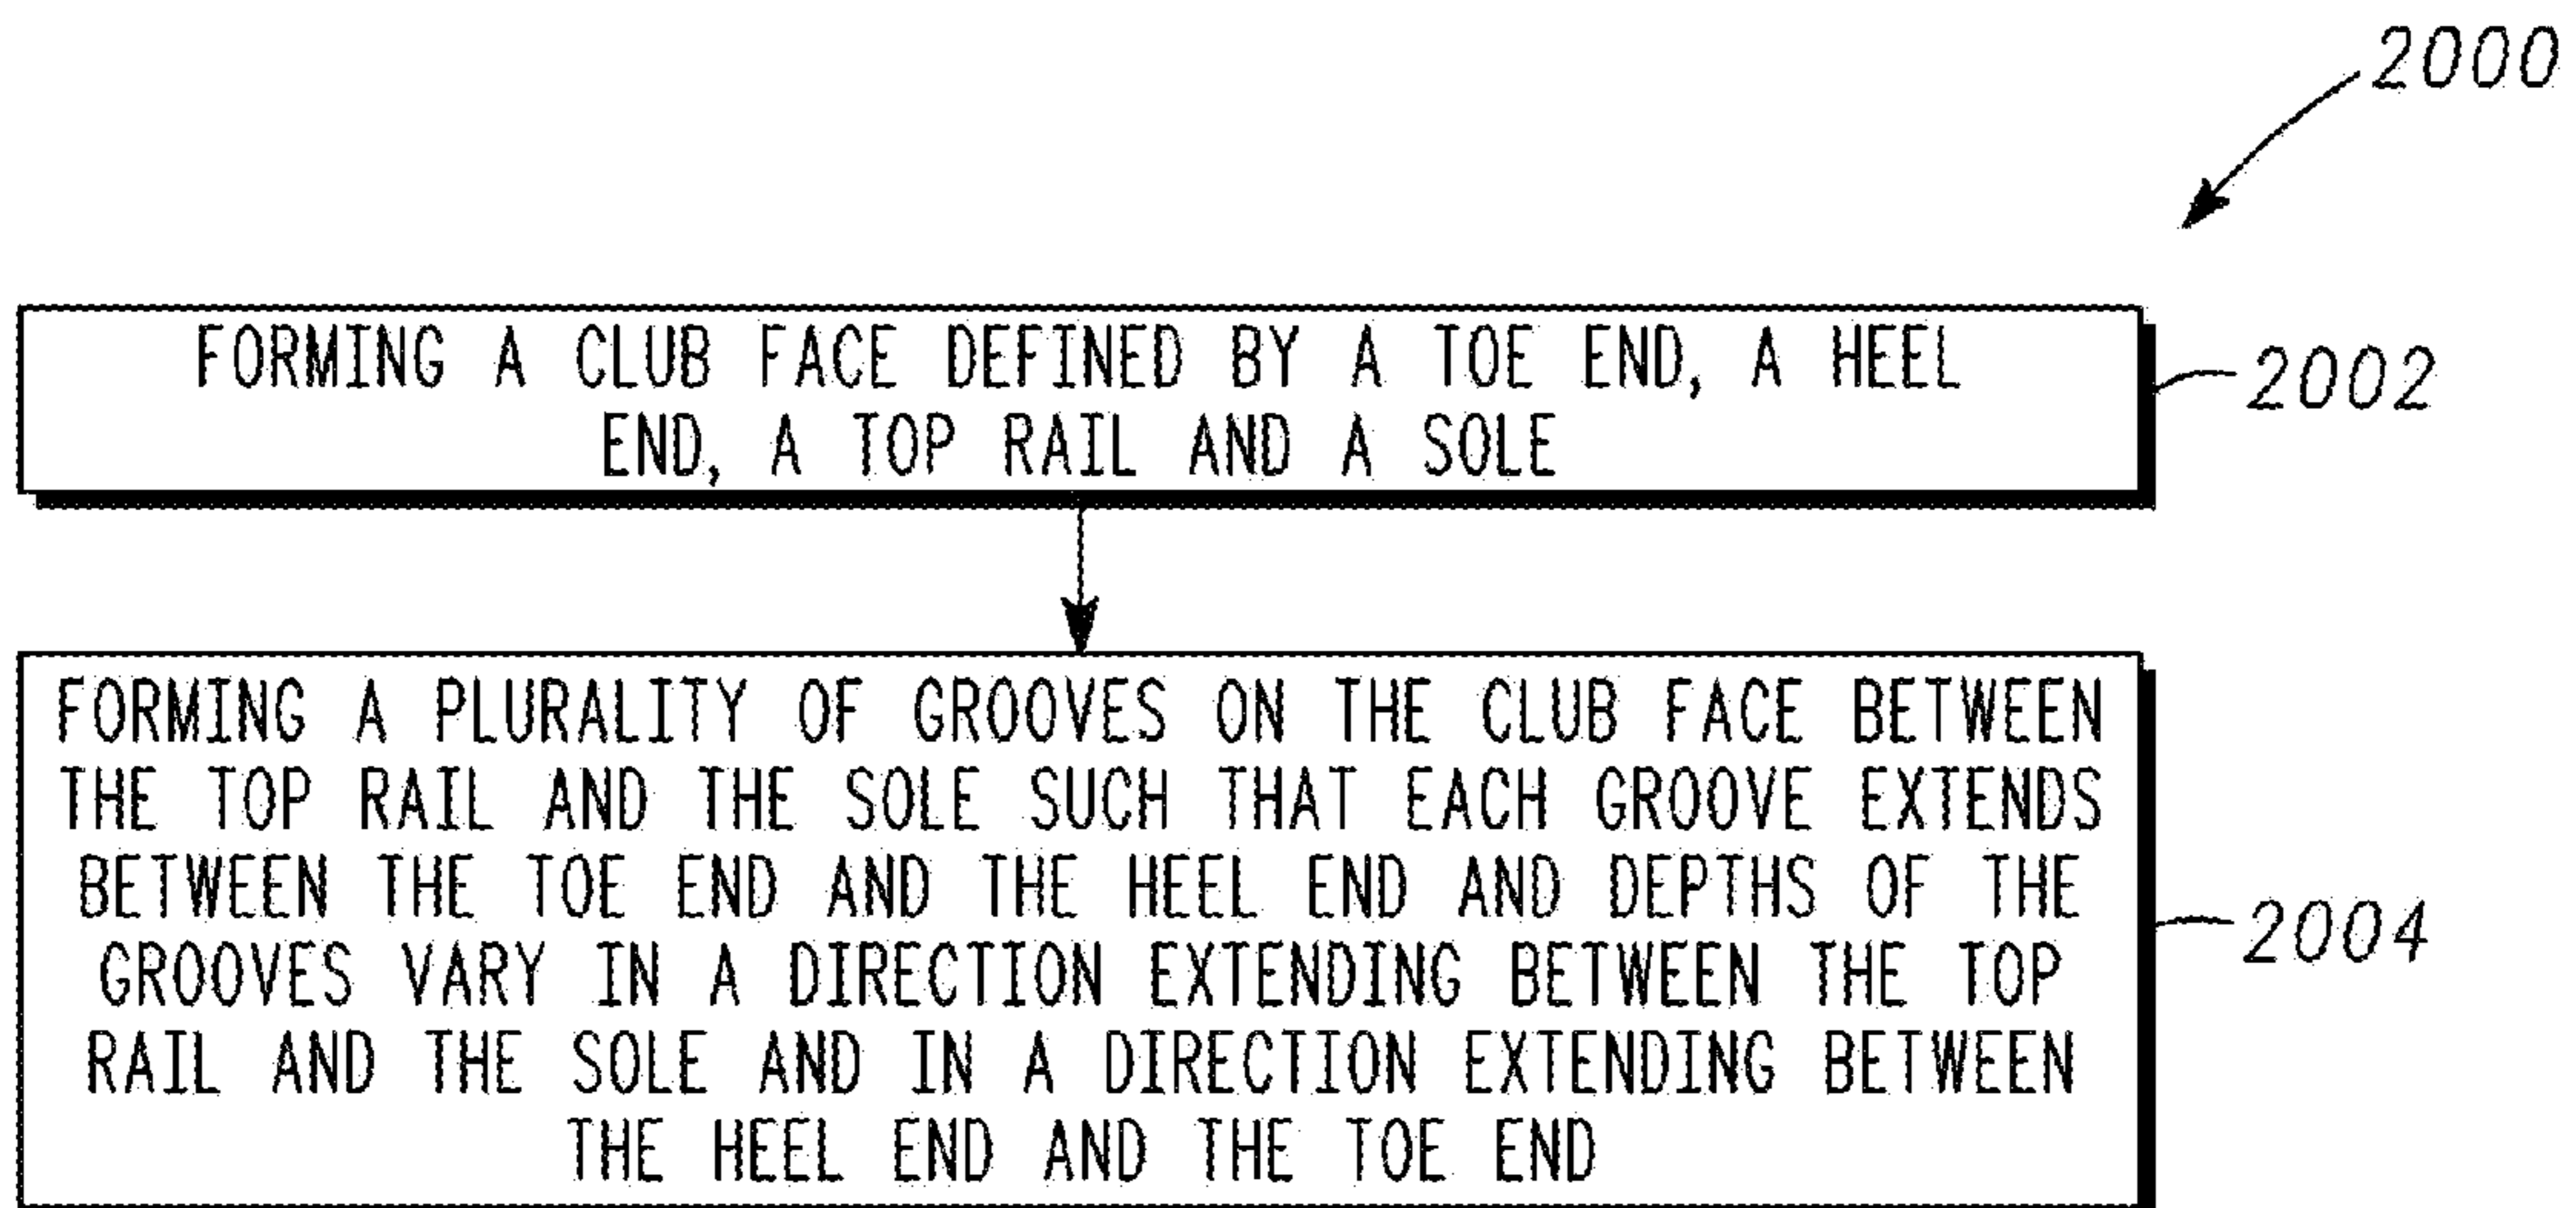 2000
FORMING A CLUB FACE DEFINED BY A TOE END, A HEEL
END, A TOP RAIL AND A SOLE
2002
FORMING A PLURALITY OF GROOVES ON THE CLUB FACE BETWEEN
THE TOP RAIL AND THE SOLE SUCH THAT EACH GROOVE EXTENDS
BETWEEN THE TOE END AND THE HEEL END AND DEPTHS OF THE
GROOVES VARY IN A DIRECTION EXTENDING BETWEEN THE TOP
RAIL AND THE SOLE AND IN A DIRECTION EXTENDING BETWEEN
THE HEEL END AND THE TOE END
2004